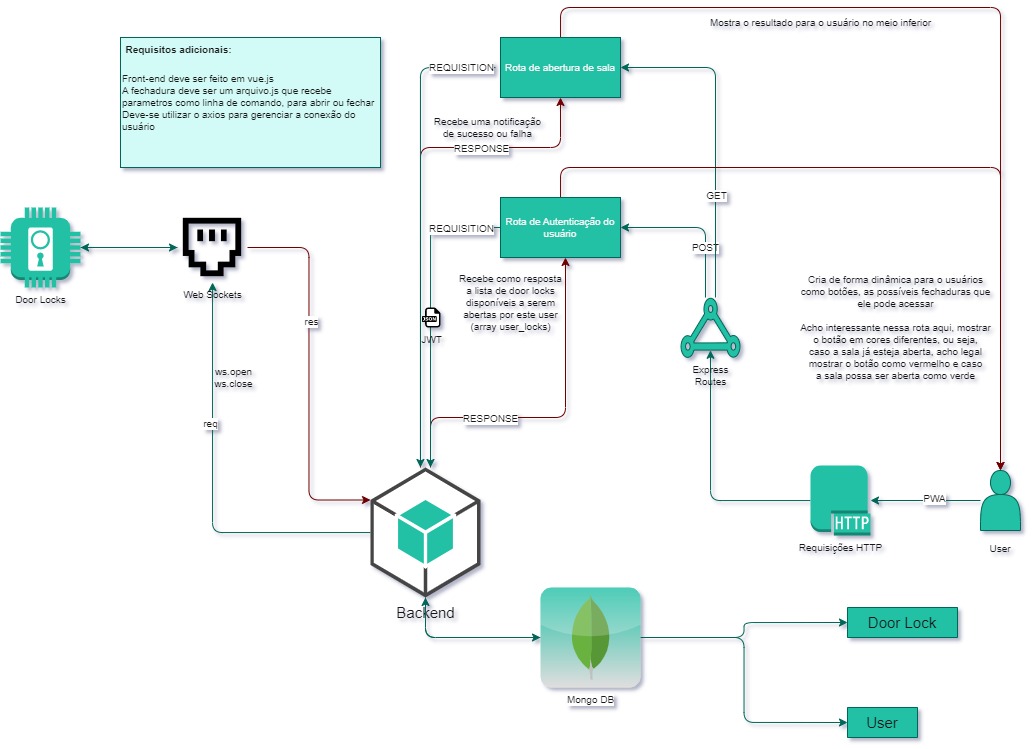 Mostra o resultado para o usuário no meio inferior
Requisitos adicionais:
Front-end deve ser feito em vue.js
A fechadura deve ser um arquivo.js que recebe
parametros como linha de comando, para abrir ou fechar
Deve-se utilizar o axios para gerenciar a conexão do
usuário
REQUISITION
Rota de abertura de sala
Recebe uma notificação
de sucesso ou falha
RESPONSE
GET
REQUISITION
Rota de Autenticação do
usuário
POST
Recebe como resposta
a lista de door locks
disponíveis a serem
abertas por este user
(array user_locks)
JSON
JWT
Cria de forma dinâmica para o usuários
como botões, as possíveis fechaduras que
ele pode acessar
Acho interessante nessa rota aqui, mostrar
o botão em cores diferentes, ou seja,
caso a sala já esteja aberta, acho legal
mostrar o botão como vermelho e caso
a sala possa ser aberta como verde
Door Locks
Web Sockets
res
ws.open
ws.close
req
Express
Routes
RESPONSE
HTTP
PWA
Requisições HTTP
User
Backend
Mongo DB
Door Lock
User